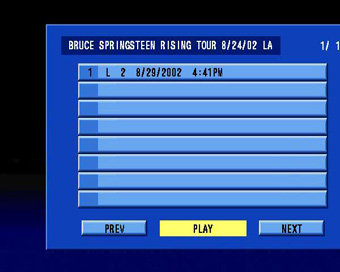 BRUCE SPRINGSTEEN RISING TOUR 8/24/02 LA 1/ 1
1 L 2 8/29/2002 4:41PM
PREV PLAY NEXT